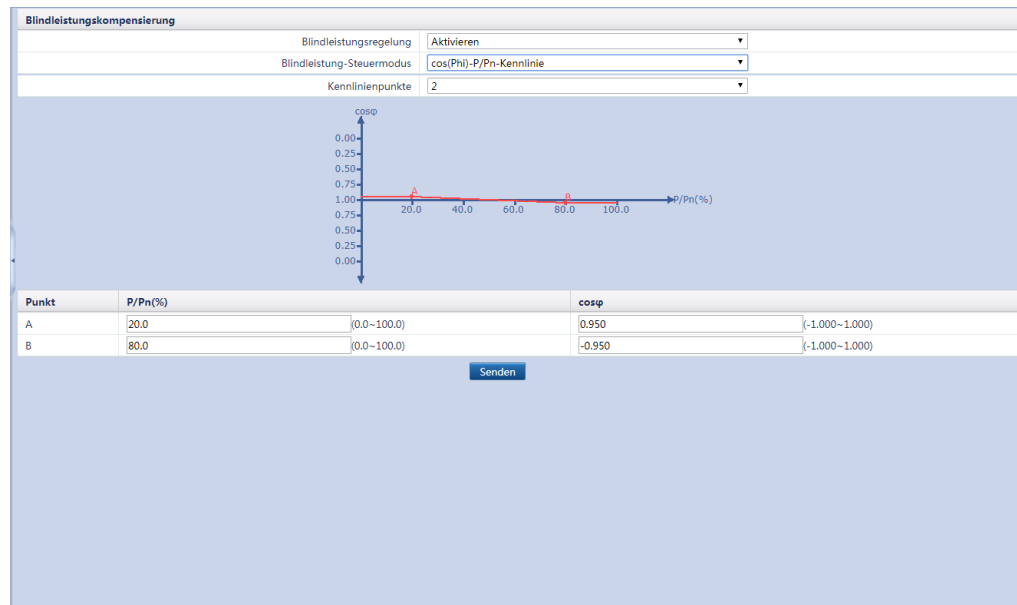 Blindleistungskompensierung
Blindleistungsregelung Aktivieren
Blindleistung-Steuermodus cos(Phi)-P/Pn-Kennlinie
Kennlinienpunkte 2
cosφ
0.00
0.25
0.50
0.75
A
B
1.00 P/Pn(%)
20.0 40.0 60.0 80.0 100.0
0.75
0.50
0.25
0.00
Punkt P/Pn(%) cosφ
A 20.0 (0.0~100.0) 0.950 (-1.000~1.000)
B 80.0 (0.0~100.0) -0.950 (-1.000~1.000)
Senden